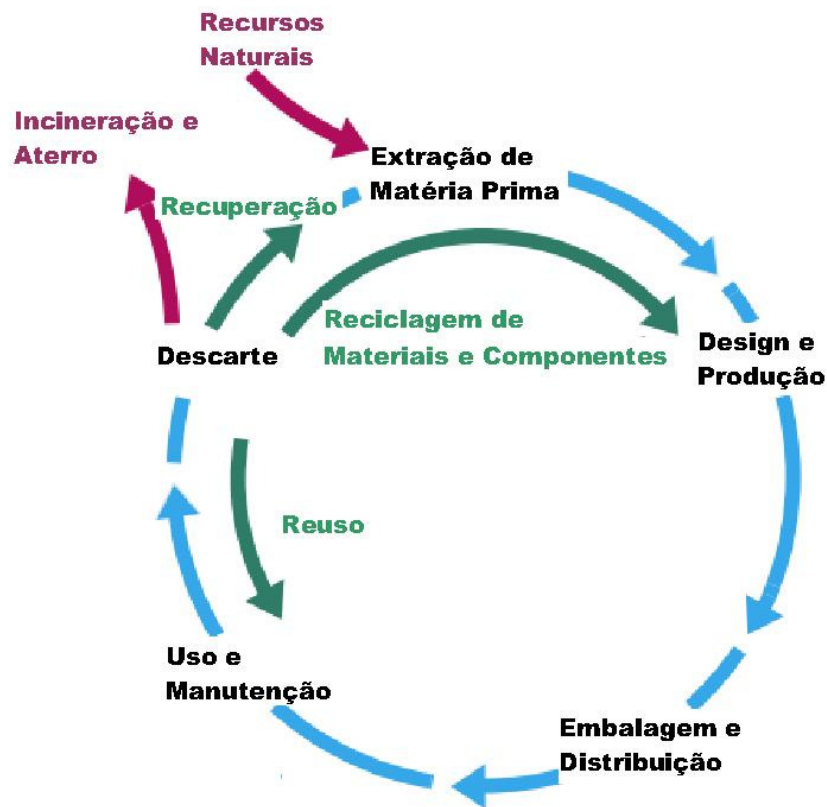 Recursos
Naturais
Incineração e
Aterro
Extração de
Matéria Prima
Recuperação
Reciclagem de
Materiais e Componentes
Design e
Produção
Descarte
Reuso
Uso e
Manutenção
Embalagem e
Distribuição